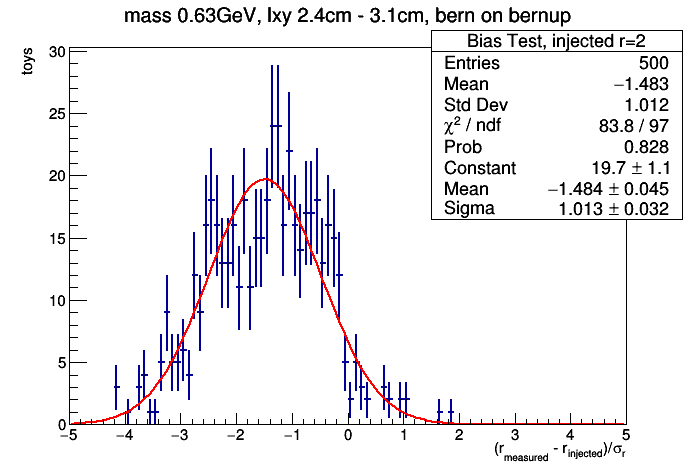 mass 0.63GeV, lxy 2.4cm - 3.1cm, bern on bernup
Bias Test, injected r=2
Entries 500
Mean −1.483
Std Dev 1.012
χ² / ndf 83.8 / 97
Prob 0.828
Constant 19.7 ± 1.1
Mean −1.484 ± 0.045
Sigma 1.013 ± 0.032
toys
30
25
20
15
10
5
0
−5 −4 −3 −2 −1 0 1 2 3 4 5
(r_measured - r_injected)/σ_r